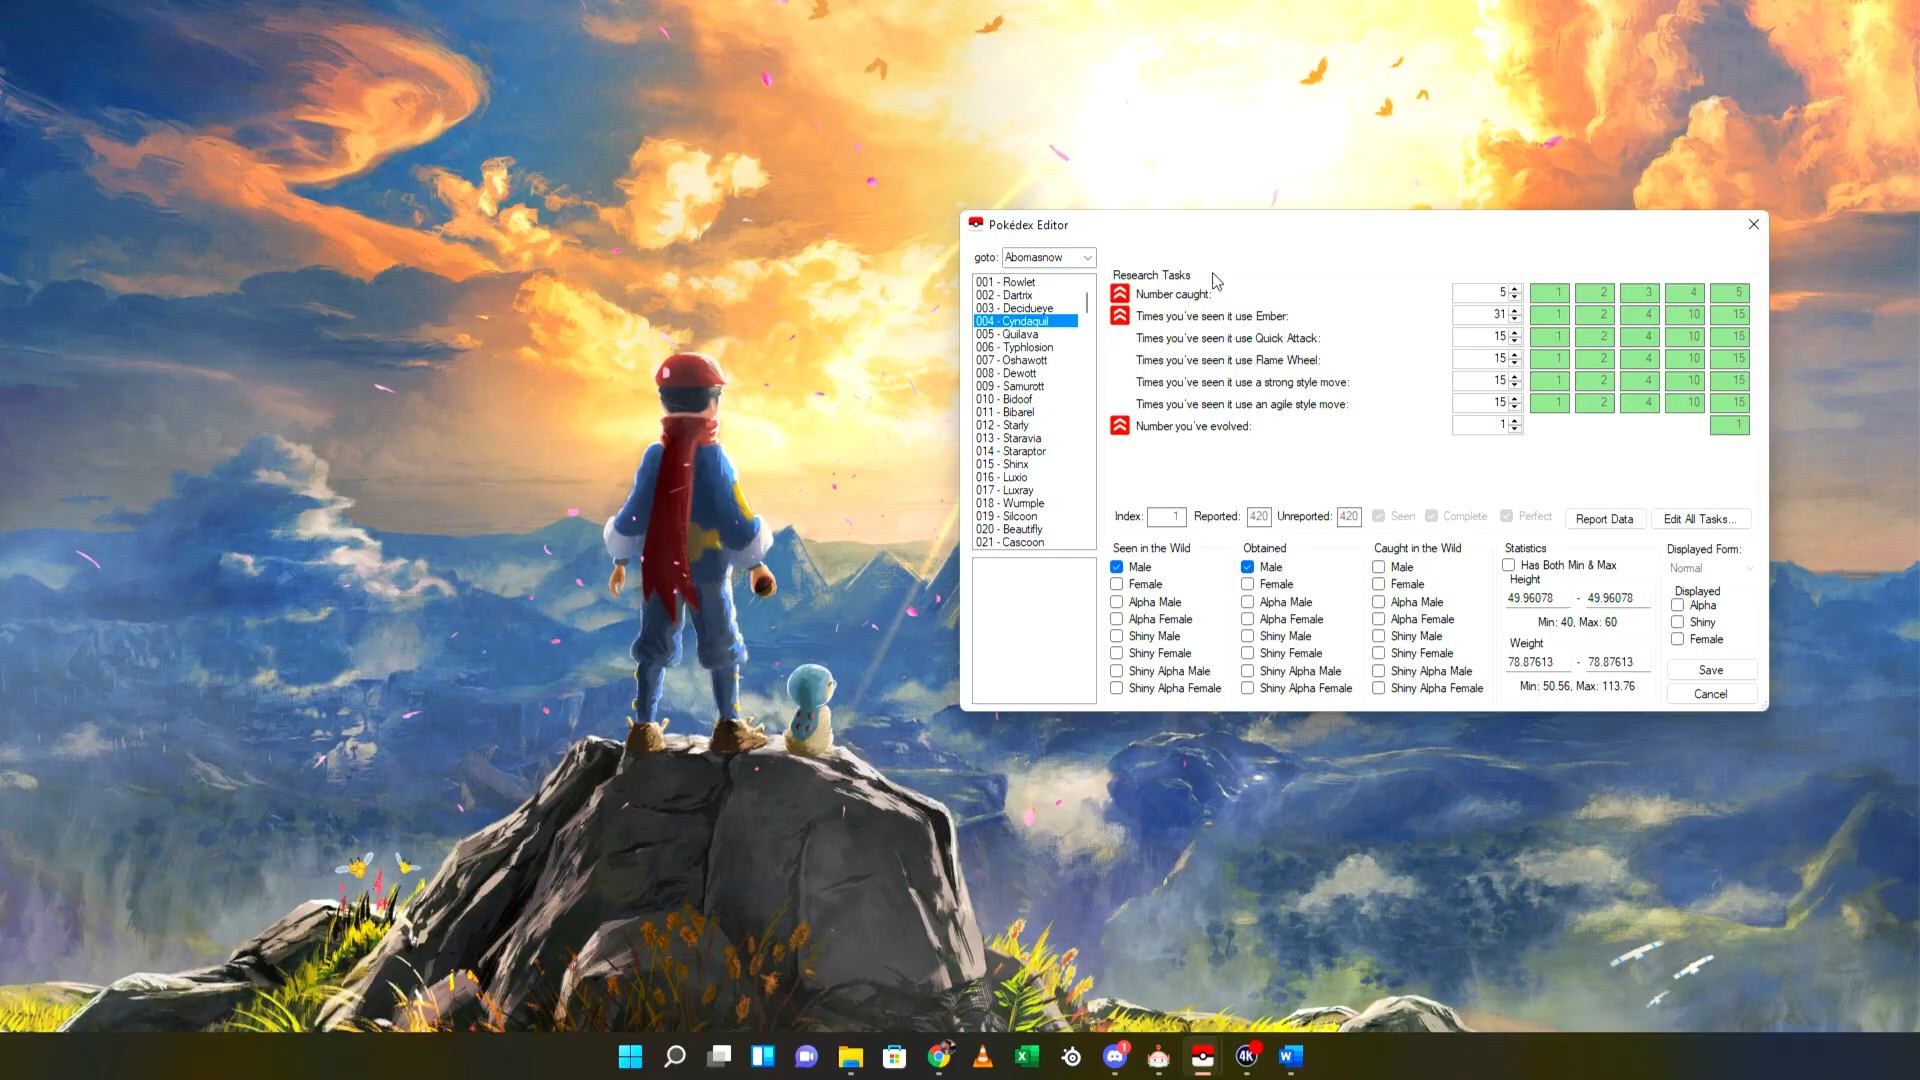 Pokédex Editor
goto: Abomasnow
001 - Rowlet
002 - Dartrix
003 - Decidueye
004 - Cyndaquil
005 - Quilava
006 - Typhlosion
007 - Oshawott
008 - Dewott
009 - Samurott
010 - Bidoof
011 - Bibarel
012 - Starly
013 - Staravia
014 - Staraptor
015 - Shinx
016 - Luxio
017 - Luxray
018 - Wurmple
019 - Silcoon
020 - Beautifly
021 - Cascoon
Research Tasks
Number caught: 5 1 2 3 4 5
Times you've seen it use Ember: 31 1 2 4 10 15
Times you've seen it use Quick Attack: 15 1 2 4 10 15
Times you've seen it use Flame Wheel: 15 1 2 4 10 15
Times you've seen it use a strong style move: 15 1 2 4 10 15
Times you've seen it use an agile style move: 15 1 2 4 10 15
Number you've evolved: 1 1
Index: 1 Reported: 420 Unreported: 420 Seen Complete Perfect Report Data Edit All Tasks...
Seen in the Wild
Male
Female
Alpha Male
Alpha Female
Shiny Male
Shiny Female
Shiny Alpha Male
Shiny Alpha Female
Obtained
Male
Female
Alpha Male
Alpha Female
Shiny Male
Shiny Female
Shiny Alpha Male
Shiny Alpha Female
Caught in the Wild
Male
Female
Alpha Male
Alpha Female
Shiny Male
Shiny Female
Shiny Alpha Male
Shiny Alpha Female
Statistics
Has Both Min & Max
Height
49.96078 - 49.96078
Min: 40, Max: 60
Weight
78.87613 - 78.87613
Min: 50.56, Max: 113.76
Displayed Form:
Normal
Displayed
Alpha
Shiny
Female
Save
Cancel
1
4K
W